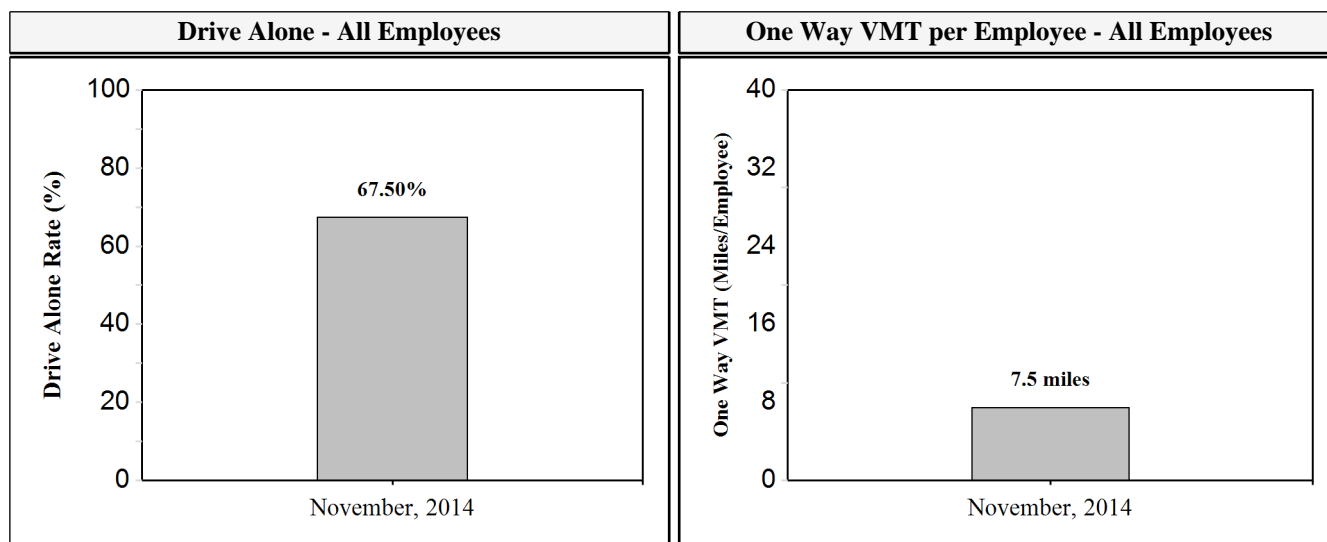 Drive Alone - All Employees
One Way VMT per Employee - All Employees
Drive Alone Rate (%)
100
80
60
40
20
0
67.50%
November, 2014
One Way VMT (Miles/Employee)
40
32
24
16
8
0
7.5 miles
November, 2014